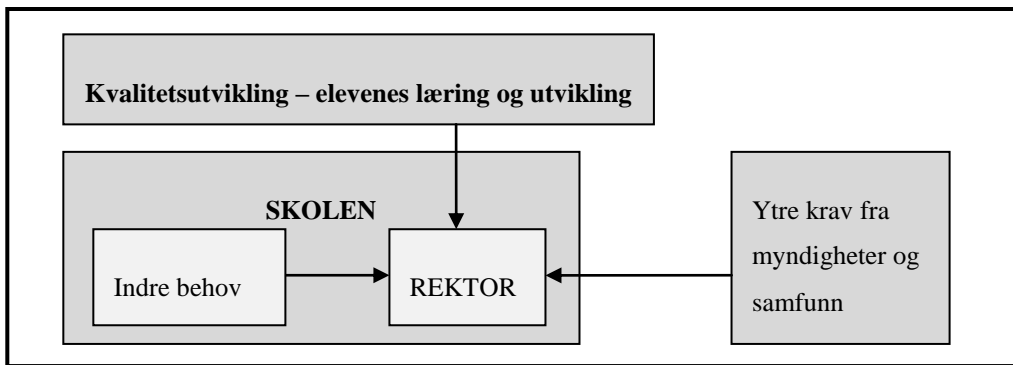 Kvalitetsutvikling – elevenes læring og utvikling
SKOLEN
Indre behov
REKTOR
Ytre krav fra
myndigheter og
samfunn